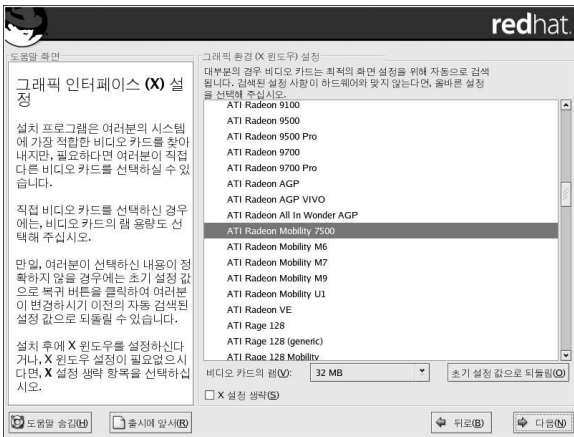 redhat.
도움말 화면
그래픽 인터페이스 (X) 설
정
설치 프로그램은 여러분의 시스템
에 가장 적합한 비디오 카드를 찾아
내지만, 필요하다면 여러분이 직접
다른 비디오 카드를 선택하실 수 있
습니다.
직접 비디오 카드를 선택하신 경우
에는, 비디오 카드의 램 용량도 선
택해 주십시오.
만일, 여러분이 선택하신 내용이 정
확하지 않을 경우에는 초기 설정 값
으로 복귀 버튼을 클릭하여 여러분
이 변경하시기 이전의 자동 검색된
설정 값으로 되돌릴 수 있습니다.
설치 후에 X 윈도우를 설정하신다
거나, X 윈도우 설정이 필요없으시
다면, X 설정 생략 항목을 선택하십
시오.
그래픽 환경 (X 윈도우) 설정
대부분의 경우 비디오 카드는 최적의 화면 설정을 위해 자동으로 검색
됩니다. 검색된 설정 사항이 하드웨어와 맞지 않는다면, 올바른 설정
을 선택해 주십시오.
ATI Radeon 9100
ATI Radeon 9500
ATI Radeon 9500 Pro
ATI Radeon 9700
ATI Radeon 9700 Pro
ATI Radeon AGP
ATI Radeon AGP VIVO
ATI Radeon All In Wonder AGP
ATI Radeon Mobility 7500
ATI Radeon Mobility M6
ATI Radeon Mobility M7
ATI Radeon Mobility M9
ATI Radeon Mobility U1
ATI Radeon VE
ATI Rage 128
ATI Rage 128 (generic)
ATI Rage 128 Mobility
비디오 카드의 램(V): 32 MB 초기 설정 값으로 되돌림(O)
X 설정 생략(S)
도움말 숨김(H) 출시에 앞서(R) 뒤로(B) 다음(N)